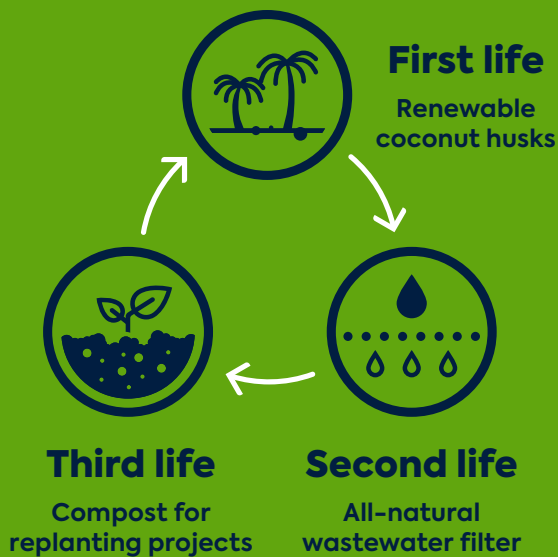 First life
Renewable
coconut husks
Third life
Compost for
replanting projects
Second life
All-natural
wastewater filter